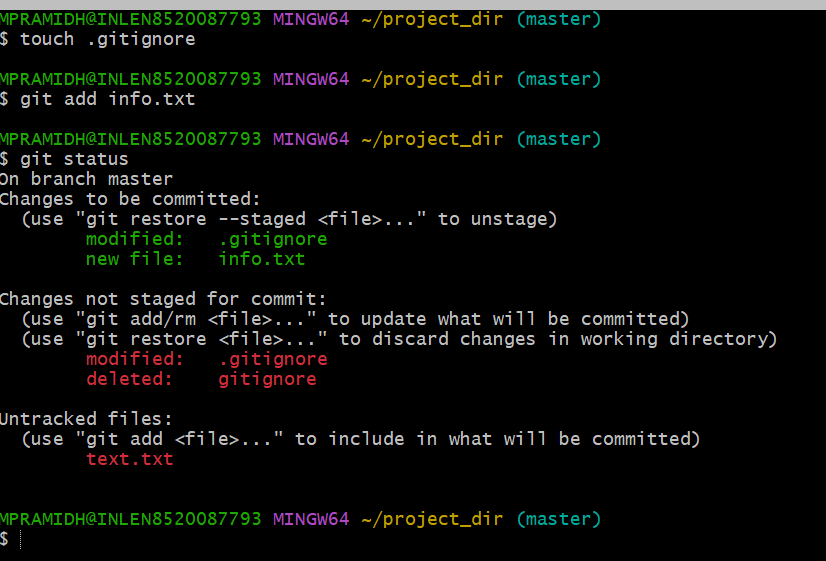 MPRAMIDH@INLEN8520087793 MINGW64 ~/project_dir (master)
$ touch .gitignore
MPRAMIDH@INLEN8520087793 MINGW64 ~/project_dir (master)
$ git add info.txt
MPRAMIDH@INLEN8520087793 MINGW64 ~/project_dir (master)
$ git status
On branch master
Changes to be committed:
  (use "git restore --staged <file>..." to unstage)
        modified:   .gitignore
        new file:   info.txt
Changes not staged for commit:
  (use "git add/rm <file>..." to update what will be committed)
  (use "git restore <file>..." to discard changes in working directory)
        modified:   .gitignore
        deleted:    gitignore
Untracked files:
  (use "git add <file>..." to include in what will be committed)
        text.txt
MPRAMIDH@INLEN8520087793 MINGW64 ~/project_dir (master)
$